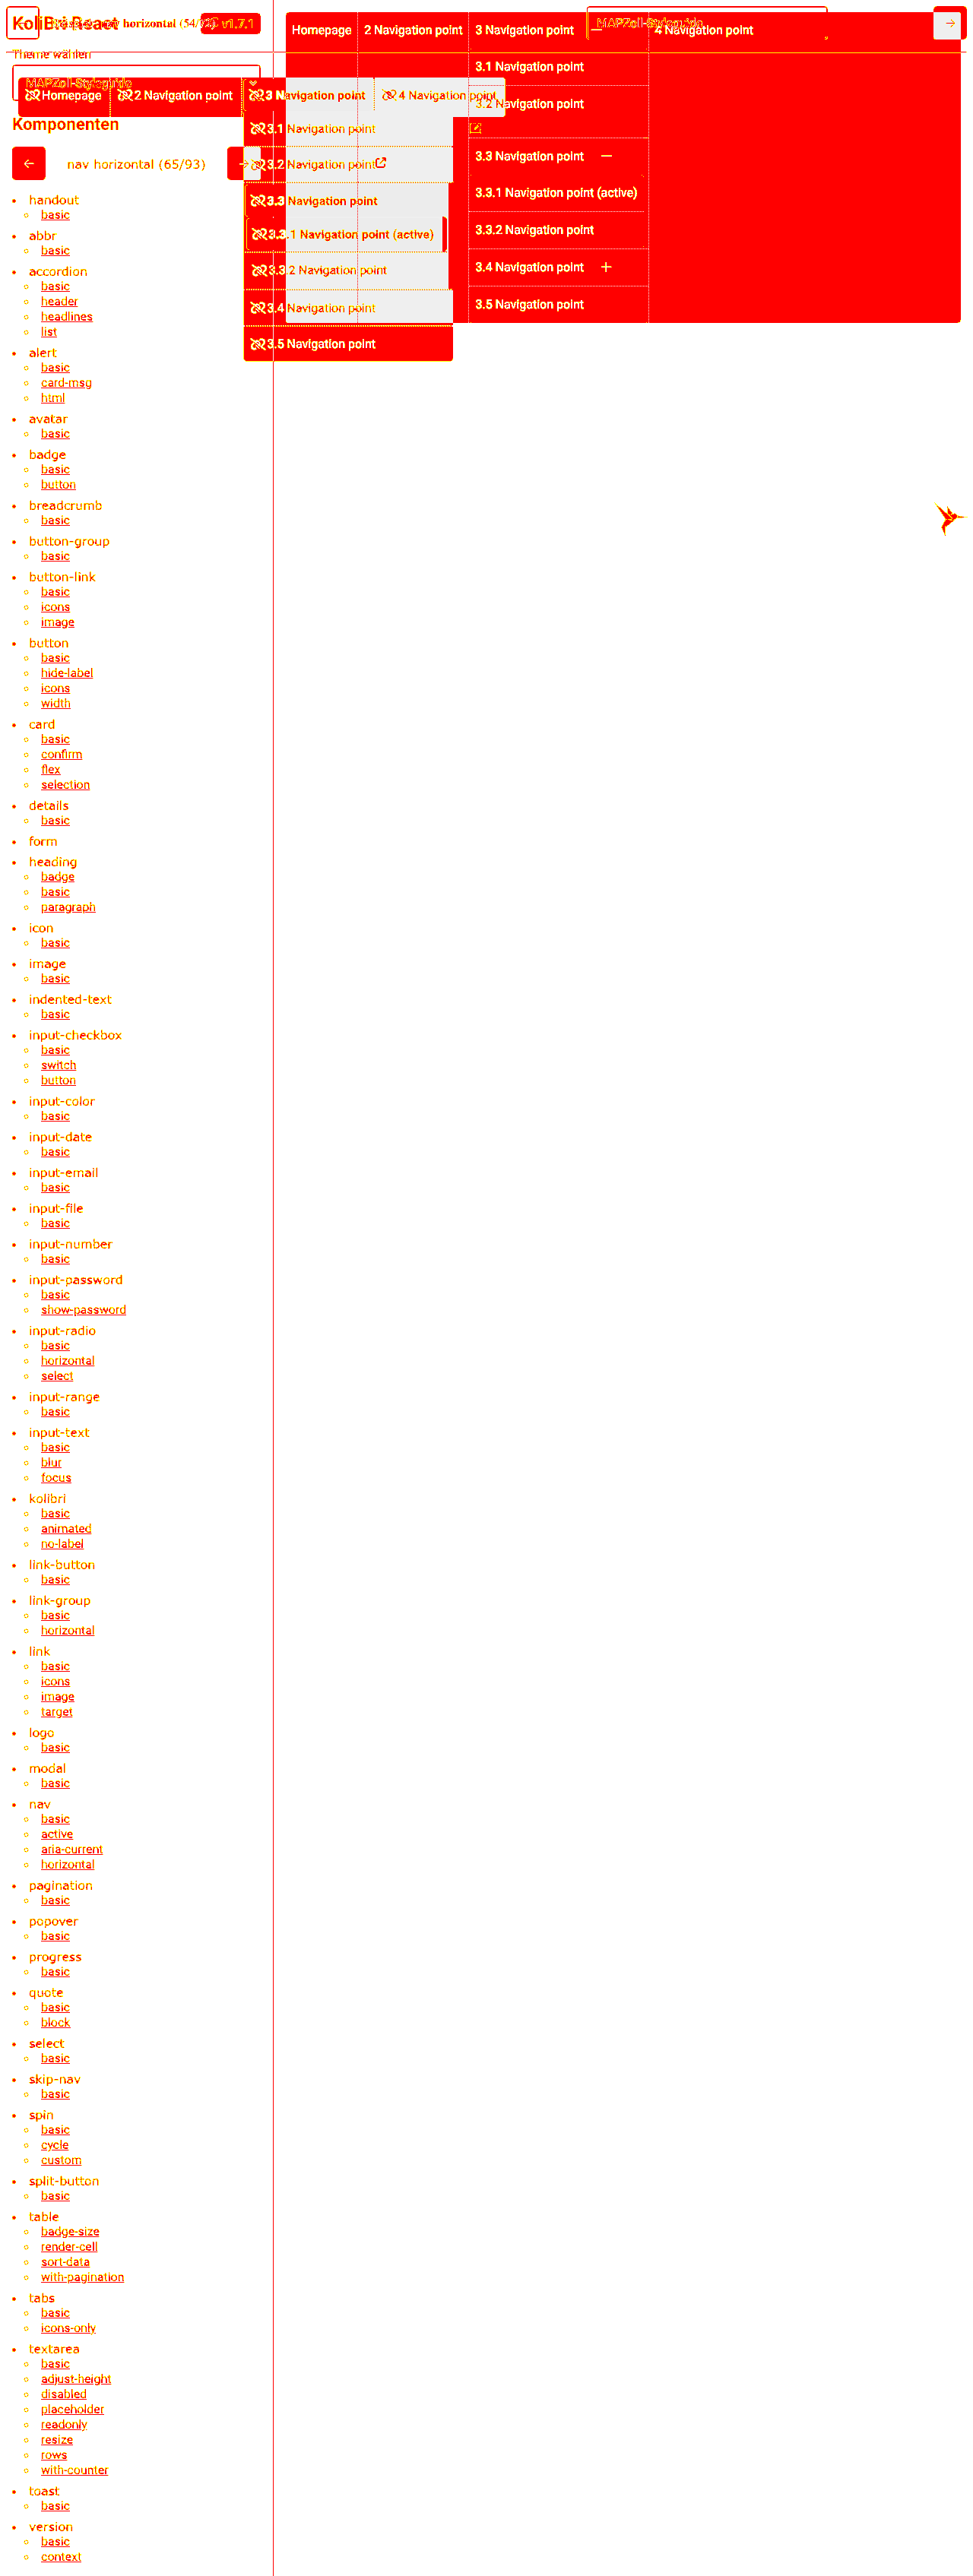 KoliBri React
nav horizontal (54/93)
v1.7.1
Theme wählen
MAPZoll-Styleguide
MAPZoll-Styleguide
Homepage
2 Navigation point
3 Navigation point
4 Navigation point
3.1 Navigation point
3.2 Navigation point
3.3 Navigation point
3.3.1 Navigation point (active)
3.3.2 Navigation point
3.4 Navigation point
3.5 Navigation point
Homepage
2 Navigation point
3 Navigation point
4 Navigation point
3.1 Navigation point
3.2 Navigation point
3.3 Navigation point
3.3.1 Navigation point (active)
3.3.2 Navigation point
3.4 Navigation point
3.5 Navigation point
Komponenten
nav horizontal (65/93)
handout
basic
abbr
basic
accordion
basic
header
headlines
list
alert
basic
card-msg
html
avatar
basic
badge
basic
button
breadcrumb
basic
button-group
basic
button-link
basic
icons
image
button
basic
hide-label
icons
width
card
basic
confirm
flex
selection
details
basic
form
heading
badge
basic
paragraph
icon
basic
image
basic
indented-text
basic
input-checkbox
basic
switch
button
input-color
basic
input-date
basic
input-email
basic
input-file
basic
input-number
basic
input-password
basic
show-password
input-radio
basic
horizontal
select
input-range
basic
input-text
basic
blur
focus
kolibri
basic
animated
no-label
link-button
basic
link-group
basic
horizontal
link
basic
icons
image
target
logo
basic
modal
basic
nav
basic
active
aria-current
horizontal
pagination
basic
popover
basic
progress
basic
quote
basic
block
select
basic
skip-nav
basic
spin
basic
cycle
custom
split-button
basic
table
badge-size
render-cell
sort-data
with-pagination
tabs
basic
icons-only
textarea
basic
adjust-height
disabled
placeholder
readonly
resize
rows
with-counter
toast
basic
version
basic
context